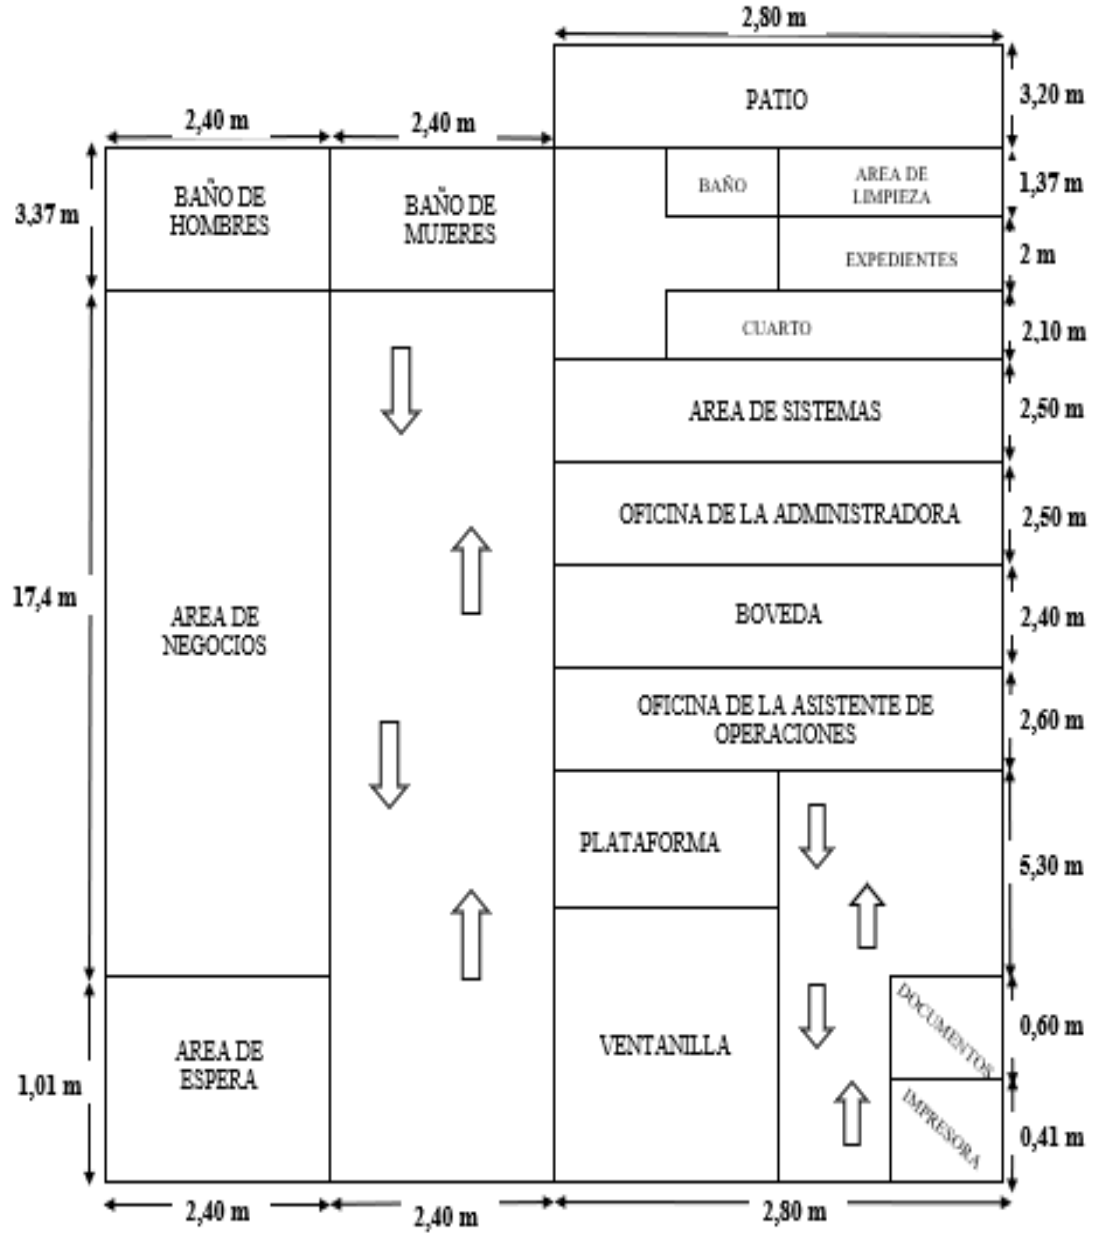 2,80 m
PATIO
3,20 m
2,40 m
2,40 m
BAÑO DE
HOMBRES
3,37 m
BAÑO DE
MUJERES
BAÑO
AREA DE
LIMPIEZA
1,37 m
EXPEDIENTES
2 m
CUARTO
2,10 m
AREA DE SISTEMAS
2,50 m
OFICINA DE LA ADMINISTRADORA
2,50 m
17,4 m
AREA DE
NEGOCIOS
BOVEDA
2,40 m
OFICINA DE LA ASISTENTE DE
OPERACIONES
2,60 m
PLATAFORMA
5,30 m
AREA DE
ESPERA
1,01 m
VENTANILLA
DOCUMENTOS
0,60 m
IMPRESORA
0,41 m
2,40 m
2,40 m
2,80 m